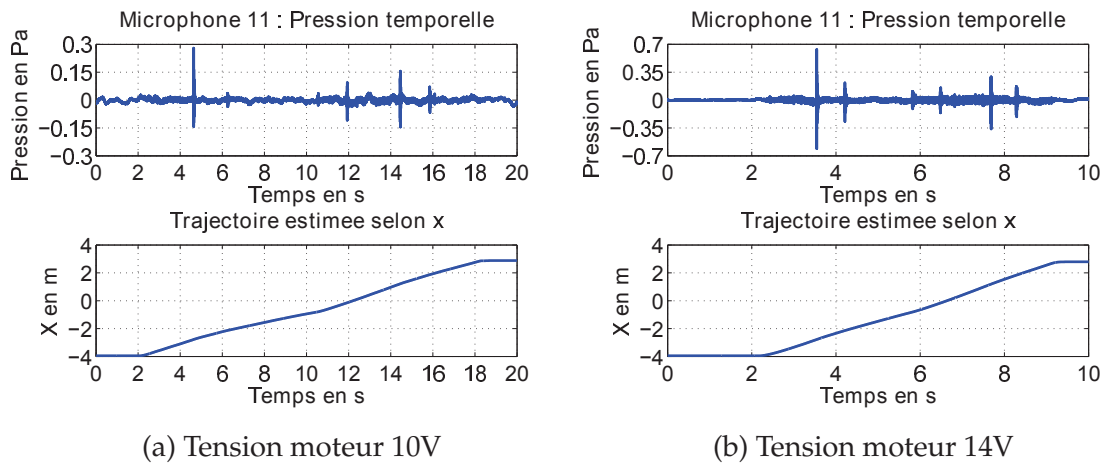 Microphone 11 : Pression temporelle
Pression en Pa
0.3
0.15
0
−0.15
−0.3
0 2 4 6 8 10 12 14 16 18 20
Temps en s
Trajectoire estimee selon x
X en m
4
2
0
−2
−4
0 2 4 6 8 10 12 14 16 18 20
Temps en s
(a) Tension moteur 10V
Microphone 11 : Pression temporelle
Pression en Pa
0.7
0.35
0
−0.35
−0.7
0 2 4 6 8 10
Temps en s
Trajectoire estimee selon x
X en m
4
2
0
−2
−4
0 2 4 6 8 10
Temps en s
(b) Tension moteur 14V